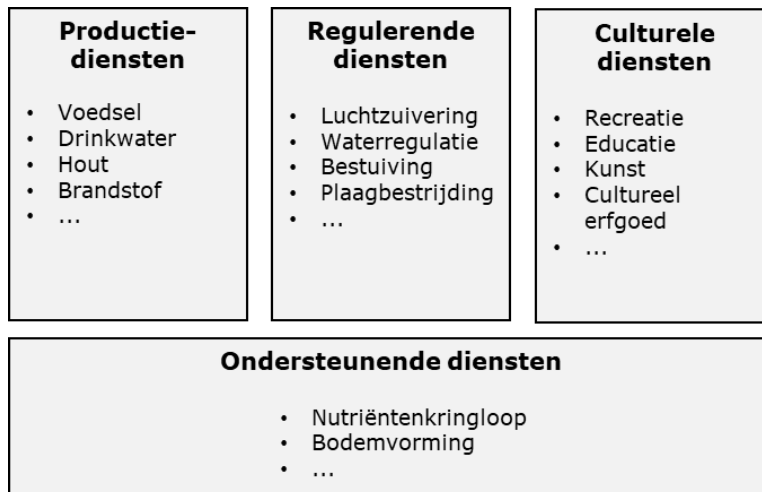 Productie-
diensten
• Voedsel
• Drinkwater
• Hout
• Brandstof
• ...
Regulerende
diensten
• Luchtzuivering
• Waterregulatie
• Bestuiving
• Plaagbestrijding
• ...
Culturele
diensten
• Recreatie
• Educatie
• Kunst
• Cultureel
erfgoed
• ...
Ondersteunende diensten
• Nutriëntenkringloop
• Bodemvorming
• ...